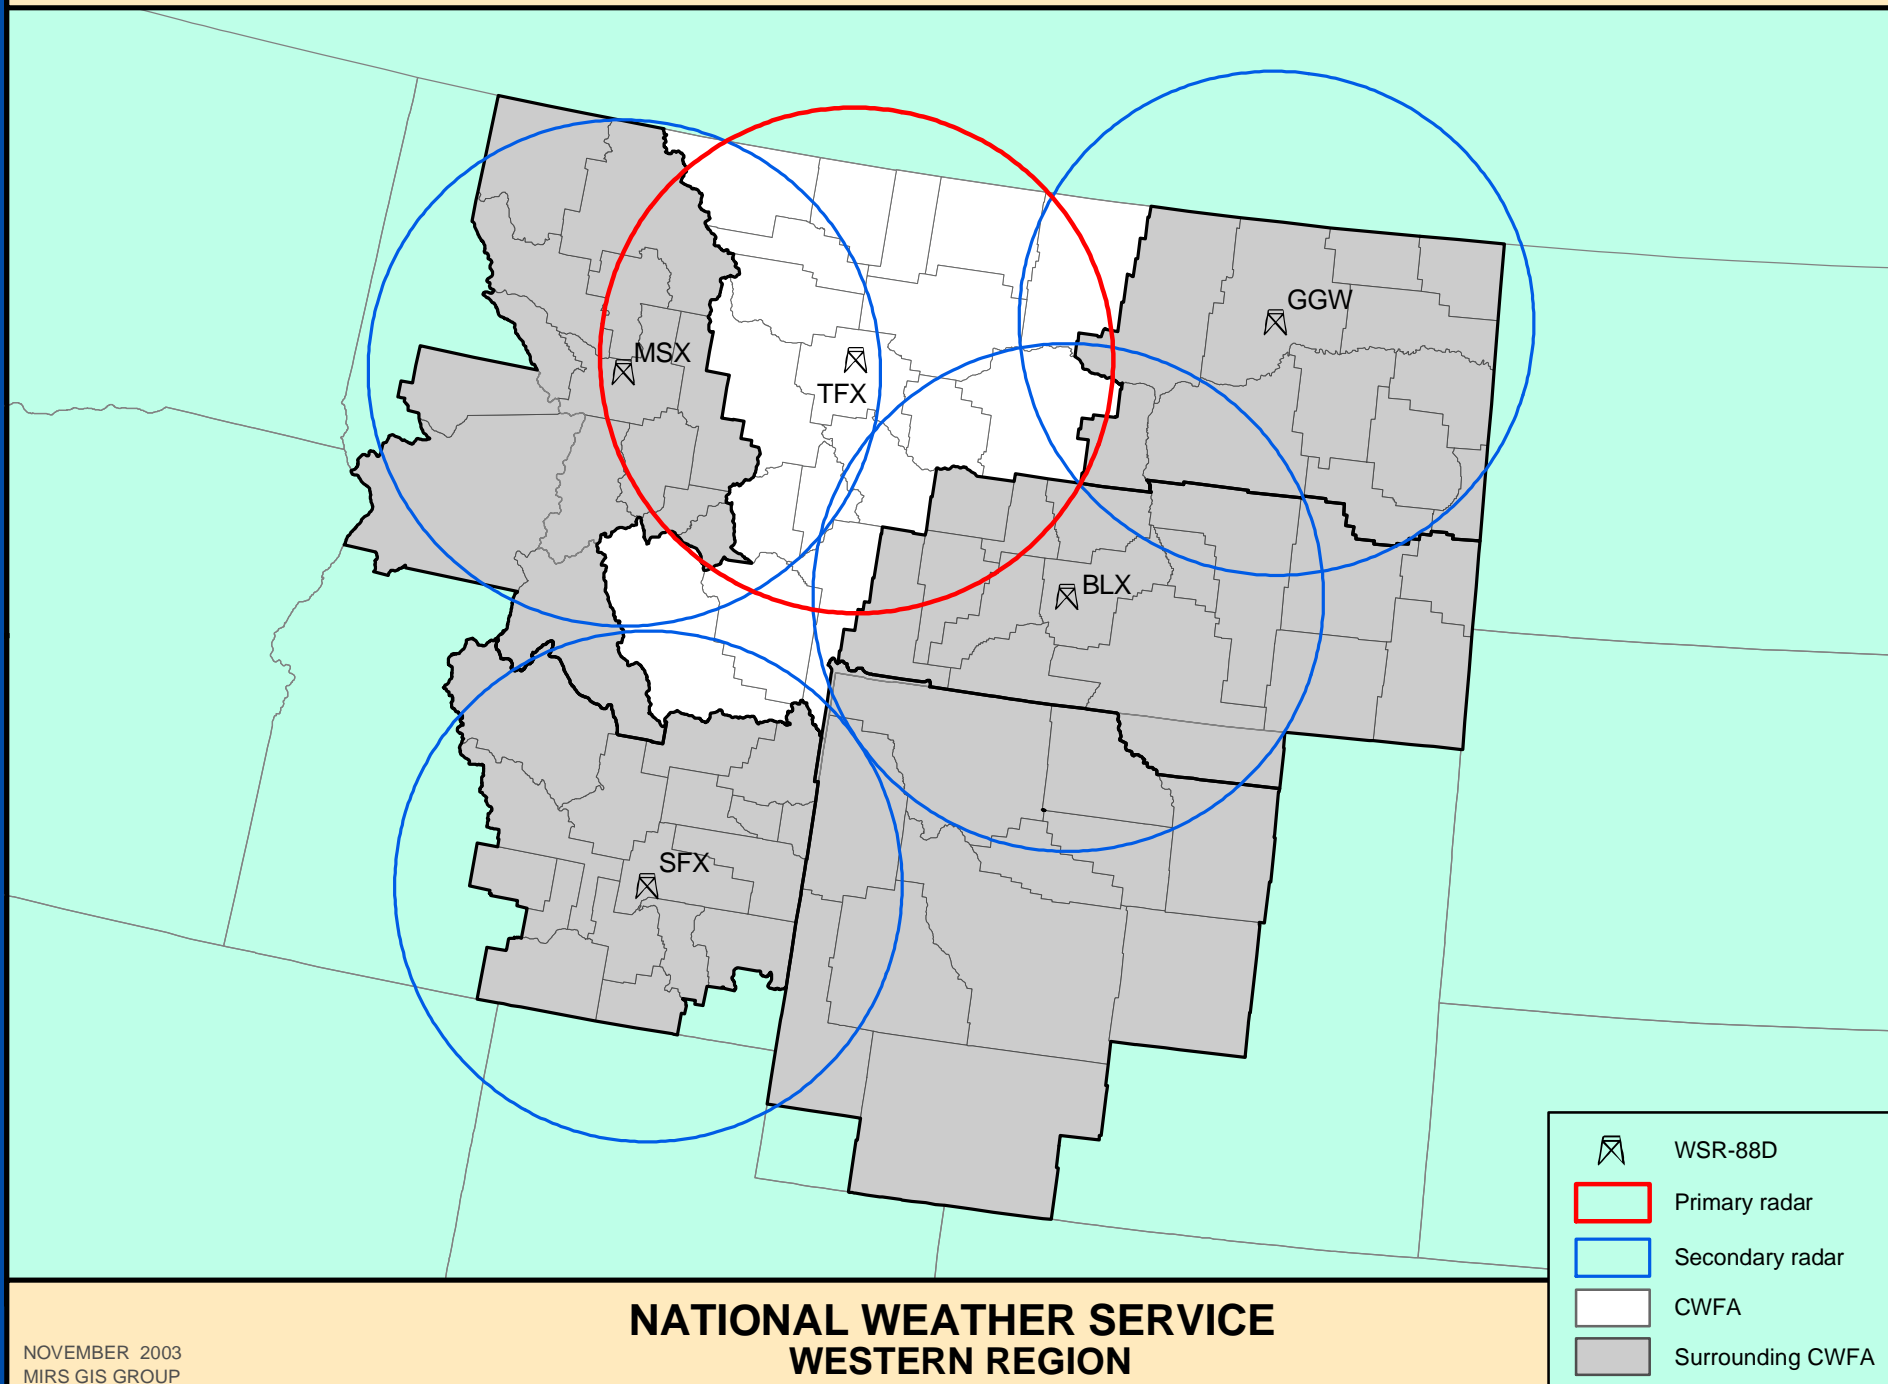 GGW
MSX
TFX
BLX
SFX
WSR-88D
Primary radar
Secondary radar
CWFA
Surrounding CWFA
NATIONAL WEATHER SERVICE
WESTERN REGION
NOVEMBER 2003
MIRS GIS GROUP